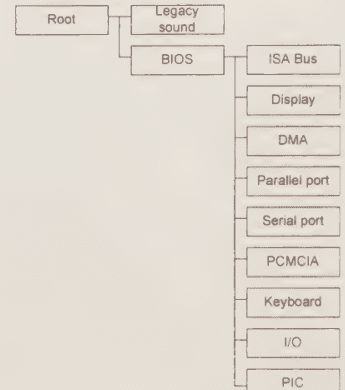 Root
Legacy
sound
BIOS
ISA Bus
Display
DMA
Parallel port
Serial port
PCMCIA
Keyboard
I/O
PIC